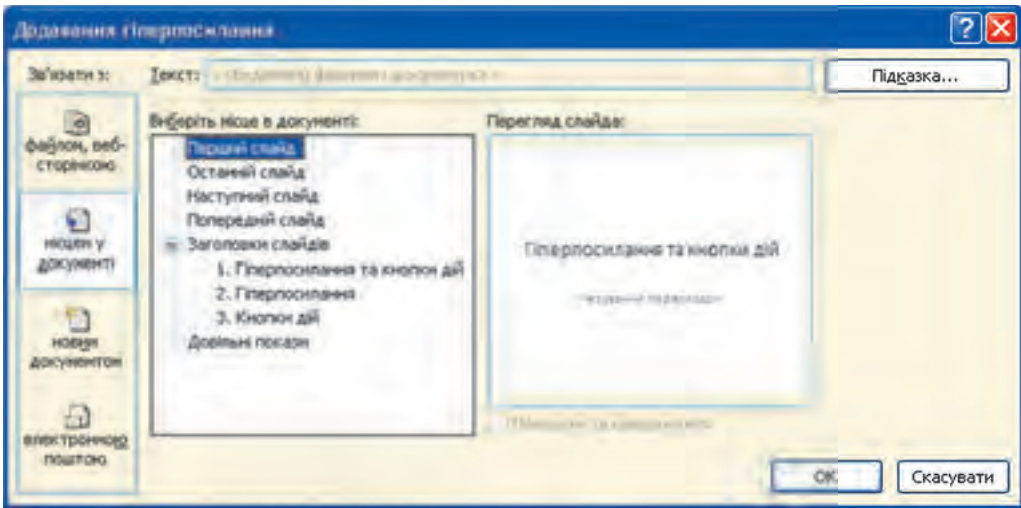 Додавання гіперпосилання
Зв'язати з:
Текст:
Підказка...
файлом, веб-
сторінкою
місцем у
документі
новим
документом
електронною
поштою
Виберіть місце в документі:
Перший слайд
Останній слайд
Наступний слайд
Попередній слайд
Заголовки слайдів
1. Гіперпосилання та кнопки дій
2. Гіперпосилання
3. Кнопки дій
Довільні покази
Перегляд слайда:
Гіперпосилання та кнопки дій
ОК
Скасувати